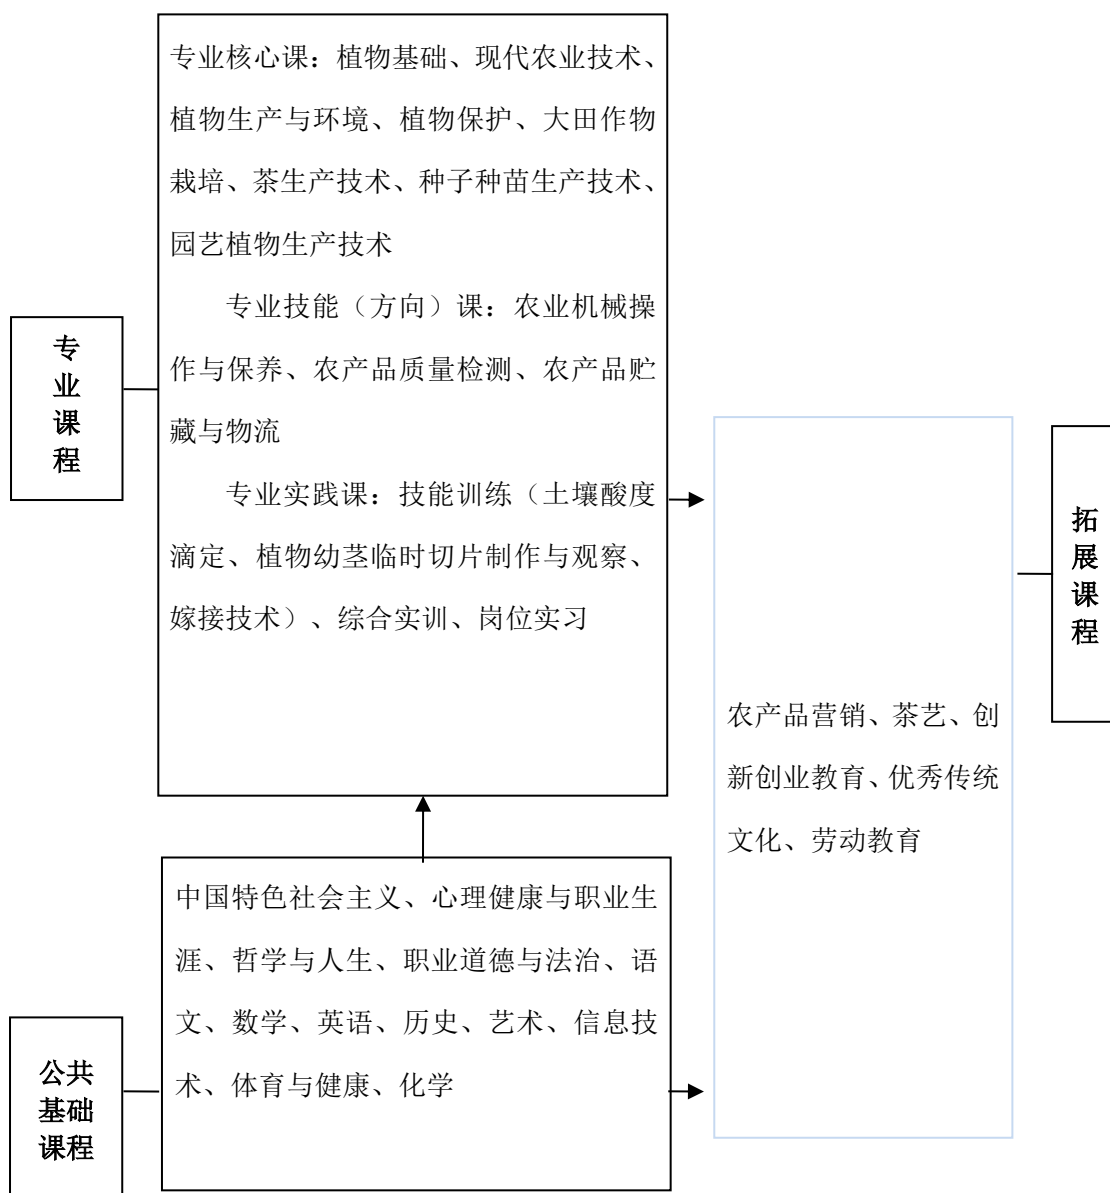 专业核心课：植物基础、现代农业技术、
植物生产与环境、植物保护、大田作物
栽培、茶生产技术、种子种苗生产技术、
园艺植物生产技术
专业技能（方向）课：农业机械操
作与保养、农产品质量检测、农产品贮
藏与物流
专业实践课：技能训练（土壤酸度
滴定、植物幼茎临时切片制作与观察、
嫁接技术）、综合实训、岗位实习
专
业
课
程
拓
展
课
程
农产品营销、茶艺、创
新创业教育、优秀传统
文化、劳动教育
中国特色社会主义、心理健康与职业生
涯、哲学与人生、职业道德与法治、语
文、数学、英语、历史、艺术、信息技
术、体育与健康、化学
公共
基础
课程